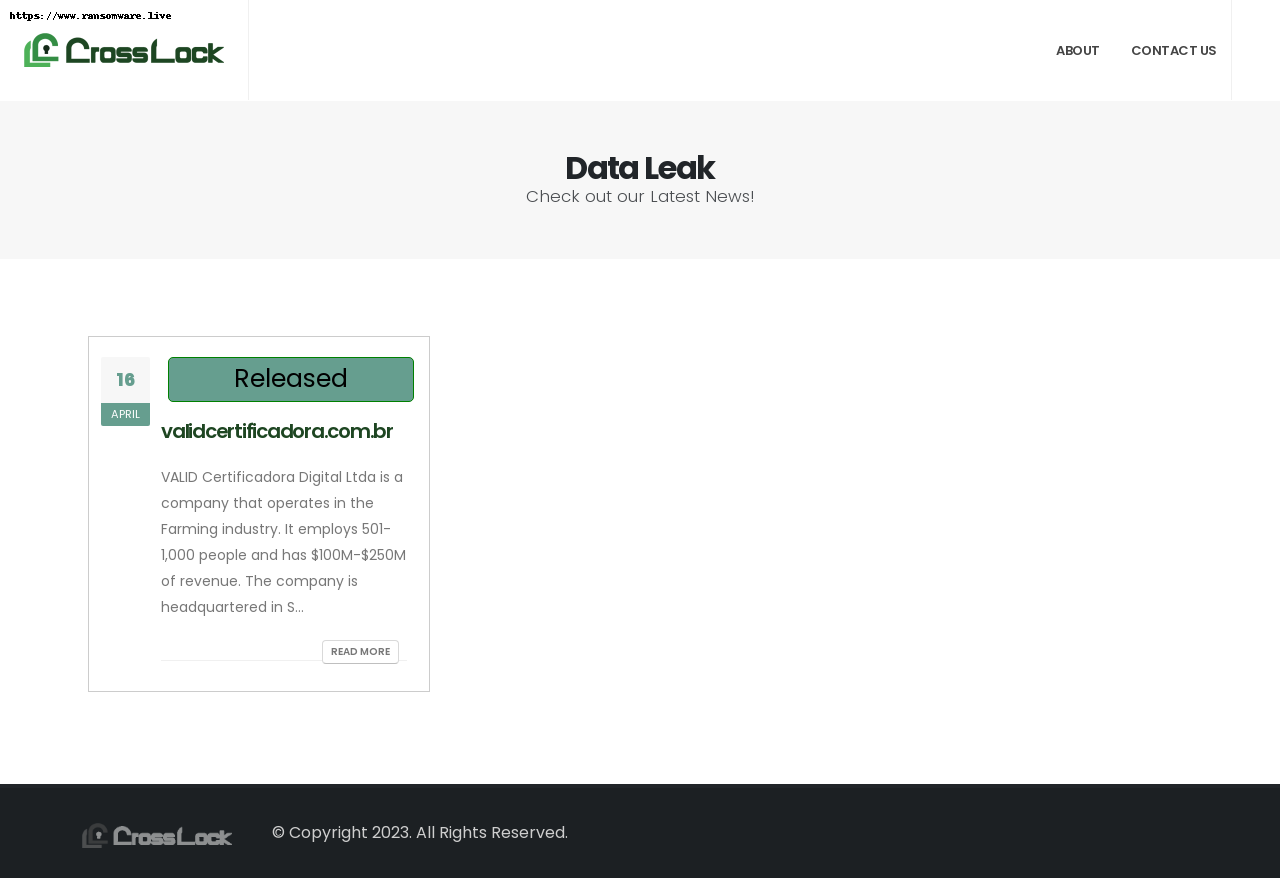 https://www.ransomware.live
CrossLock
ABOUT
CONTACT US
Data Leak
Check out our Latest News!
16
APRIL
Released
validcertificadora.com.br
VALID Certificadora Digital Ltda is a
company that operates in the
Farming industry. It employs 501-
1,000 people and has $100M-$250M
of revenue. The company is
headquartered in S...
READ MORE
CrossLock
© Copyright 2023. All Rights Reserved.